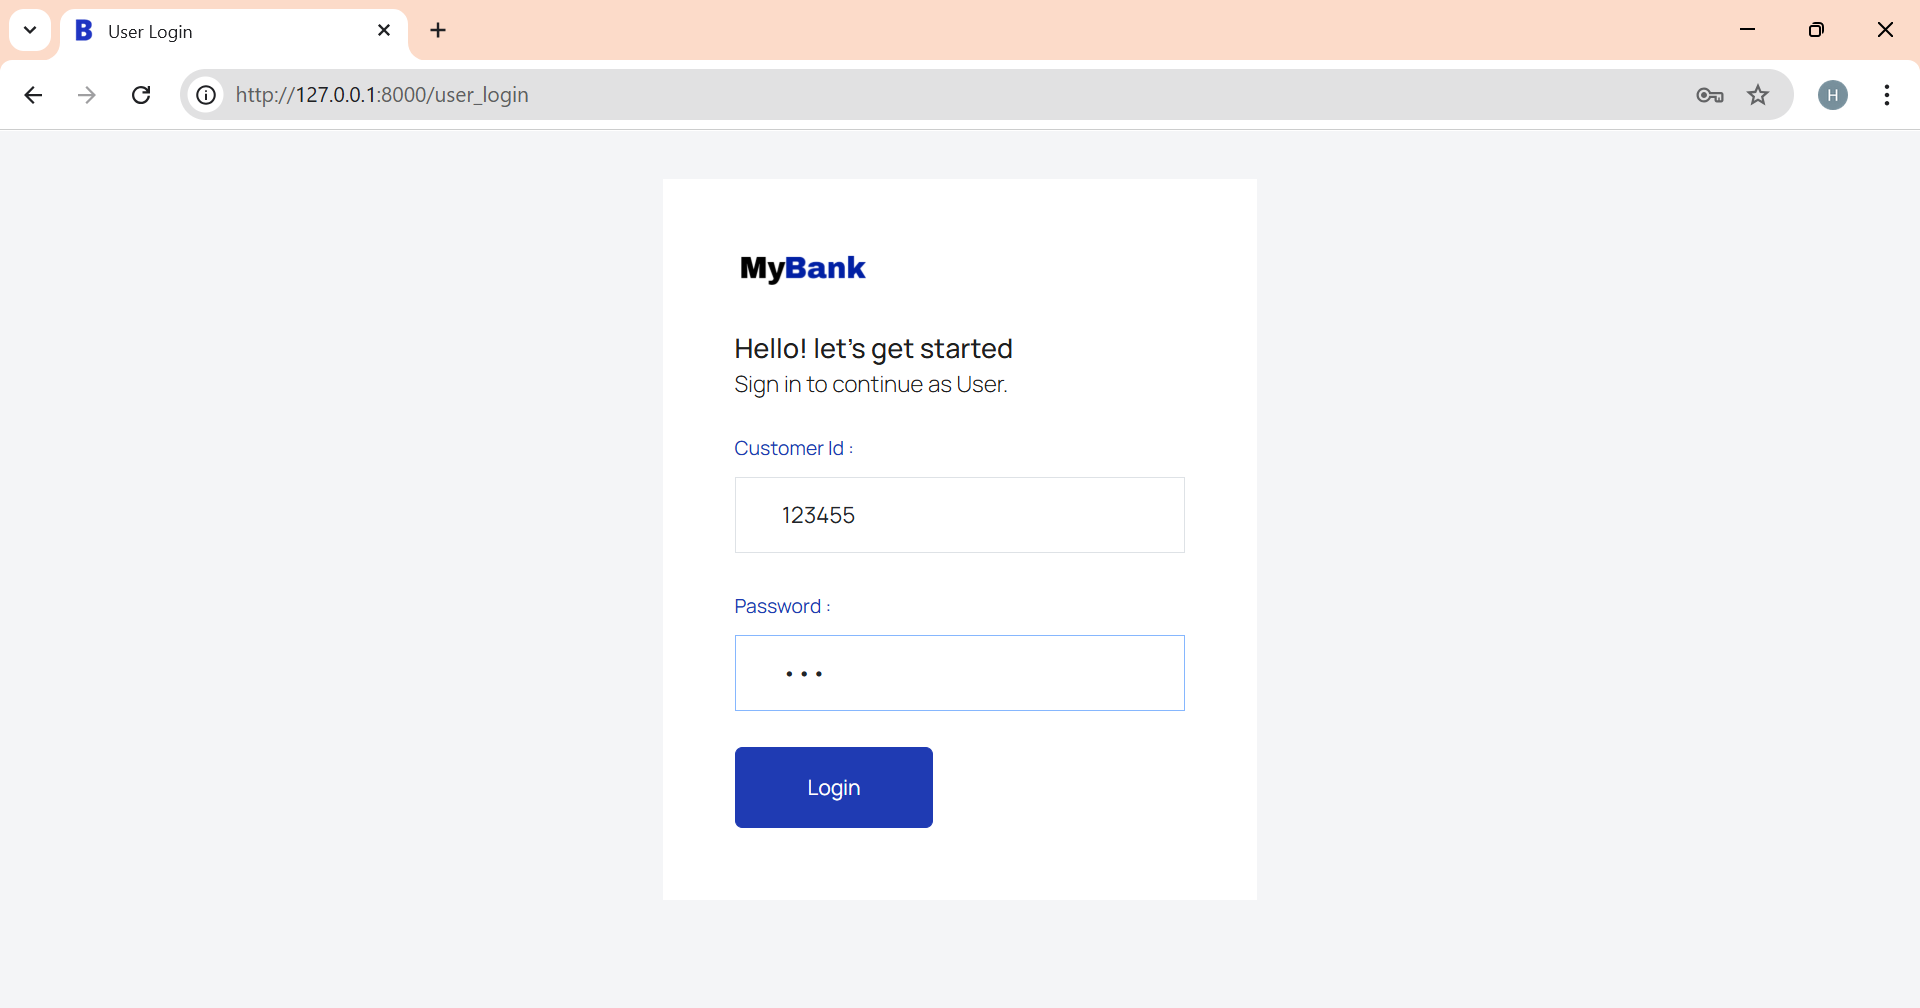 B User Login
http://127.0.0.1:8000/user_login
H
MyBank
Hello! let's get started
Sign in to continue as User.
Customer Id :
123455
Password :
•••
Login